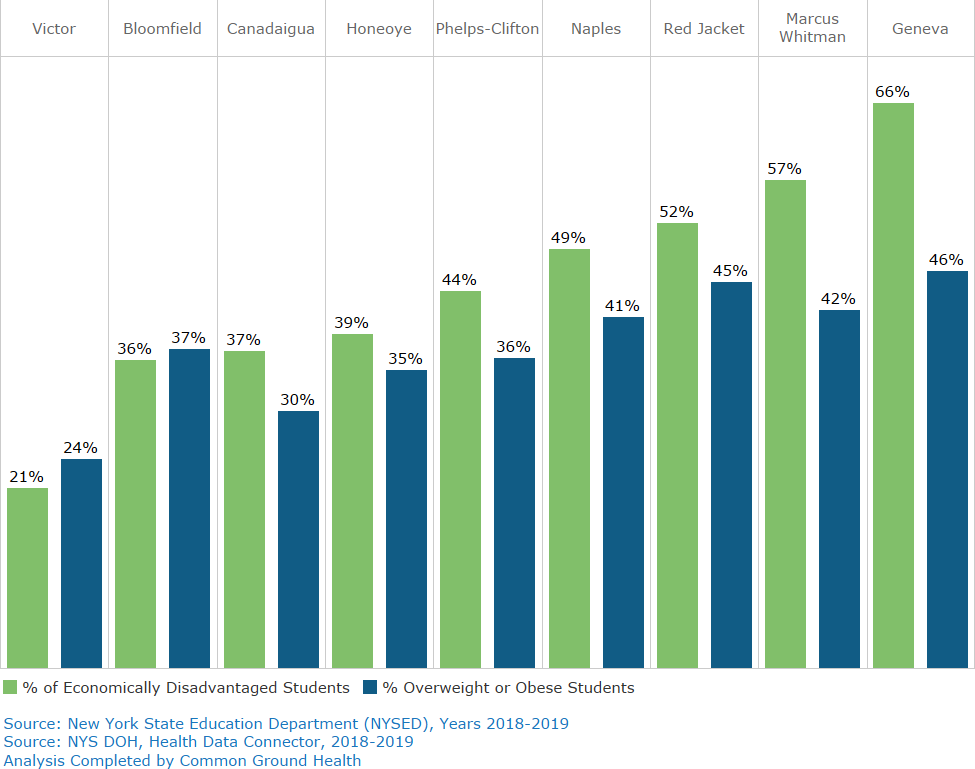 Victor
Bloomfield
Canadaigua
Honeoye
Phelps-Clifton
Naples
Red Jacket
Marcus
Whitman
Geneva
21%
24%
36%
37%
37%
30%
39%
35%
44%
36%
49%
41%
52%
45%
57%
42%
66%
46%
% of Economically Disadvantaged Students
% Overweight or Obese Students
Source: New York State Education Department (NYSED), Years 2018-2019
Source: NYS DOH, Health Data Connector, 2018-2019
Analysis Completed by Common Ground Health